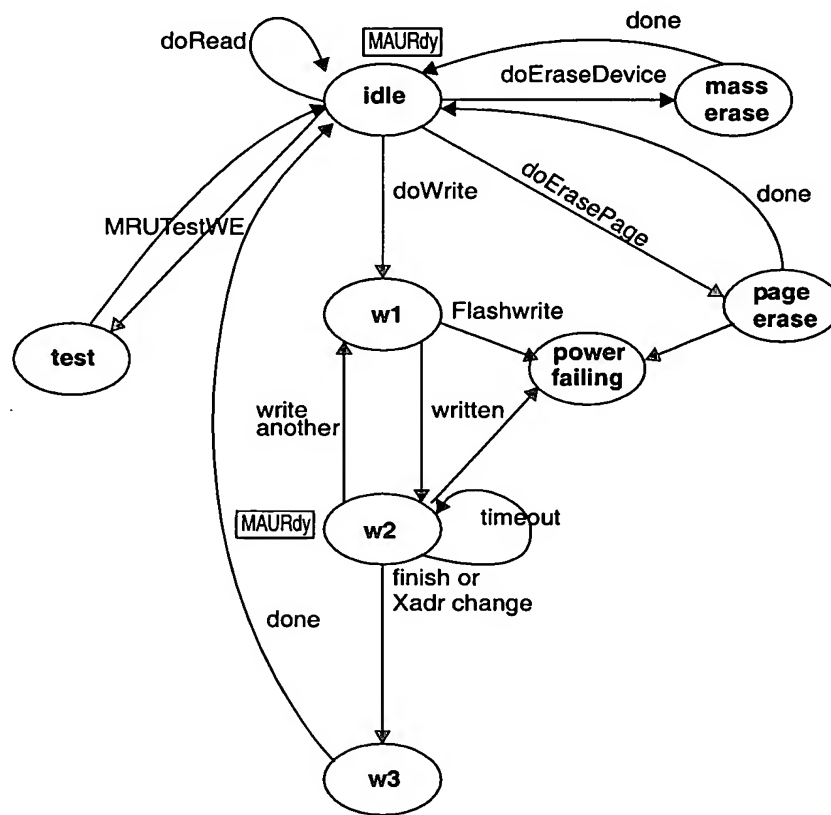 done
doRead
MAURdy
idle
doEraseDevice
mass
erase
doWrite
doErasePage
done
MRUTestWE
w1
Flashwrite
page
erase
test
power
failing
write
another
written
MAURdy
w2
timeout
finish or
Xadr change
done
w3